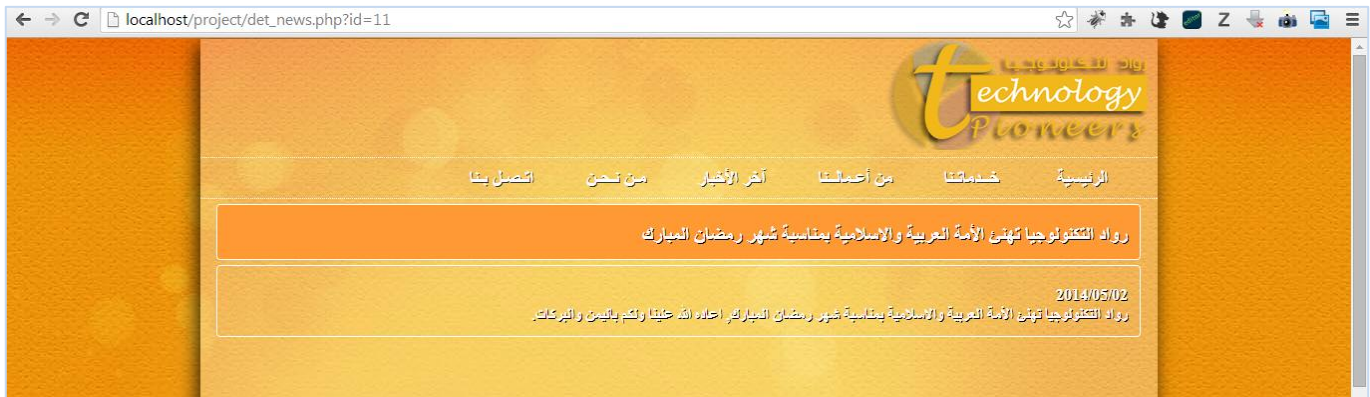 localhost/project/det_news.php?id=11
رواد التكنولوجيا
technology
Pioneers
الرئيسية خدماتنا من أعمالنا آخر الأخبار من نحن اتصل بنا
رواد التكنولوجيا تهنئ الأمة العربية والاسلامية بمناسبة شهر رمضان المبارك
2014/05/02
رواد التكنولوجيا تهنئ الأمة العربية والاسلامية بمناسبة شهر رمضان المبارك, اعاده الله علينا ولكم باليمن والبركات.